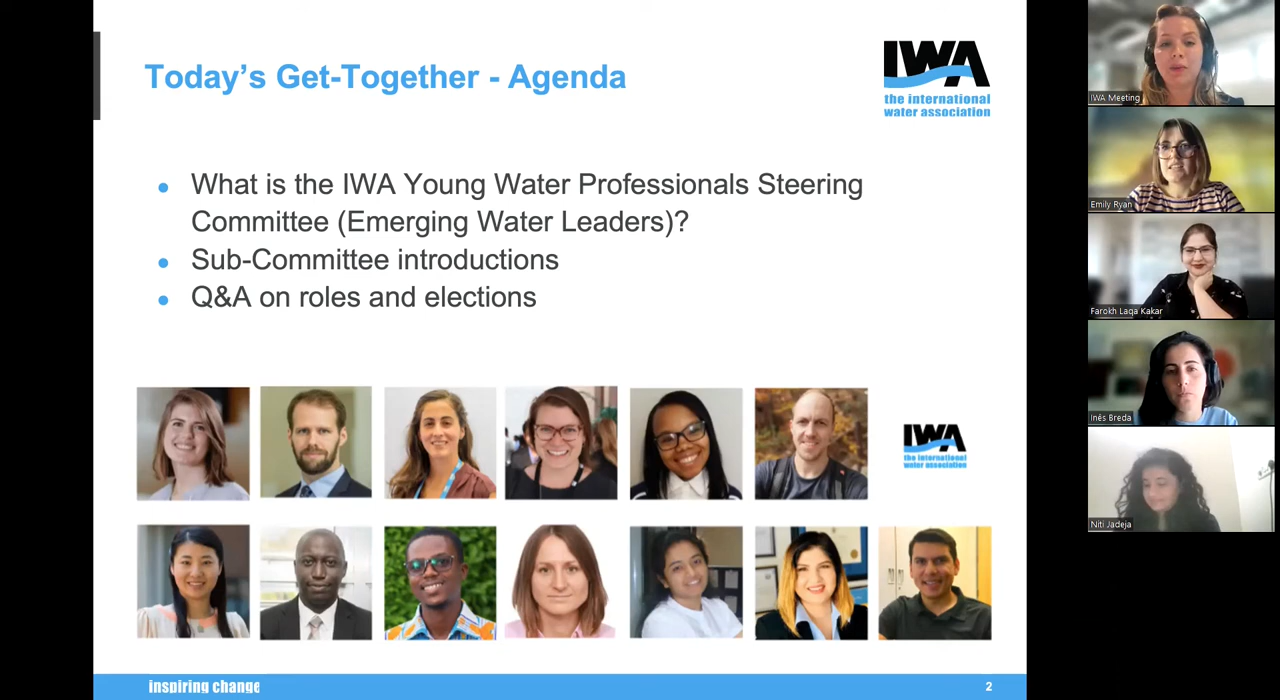 Today's Get-Together - Agenda
IWA
the international
water association
● What is the IWA Young Water Professionals Steering
Committee (Emerging Water Leaders)?
● Sub-Committee introductions
● Q&A on roles and elections
IWA
the international
water association
inspiring change
2
IWA Meeting
Emily Ryan
Farokh Laqa Kakar
Inês Breda
Niti Jadeja